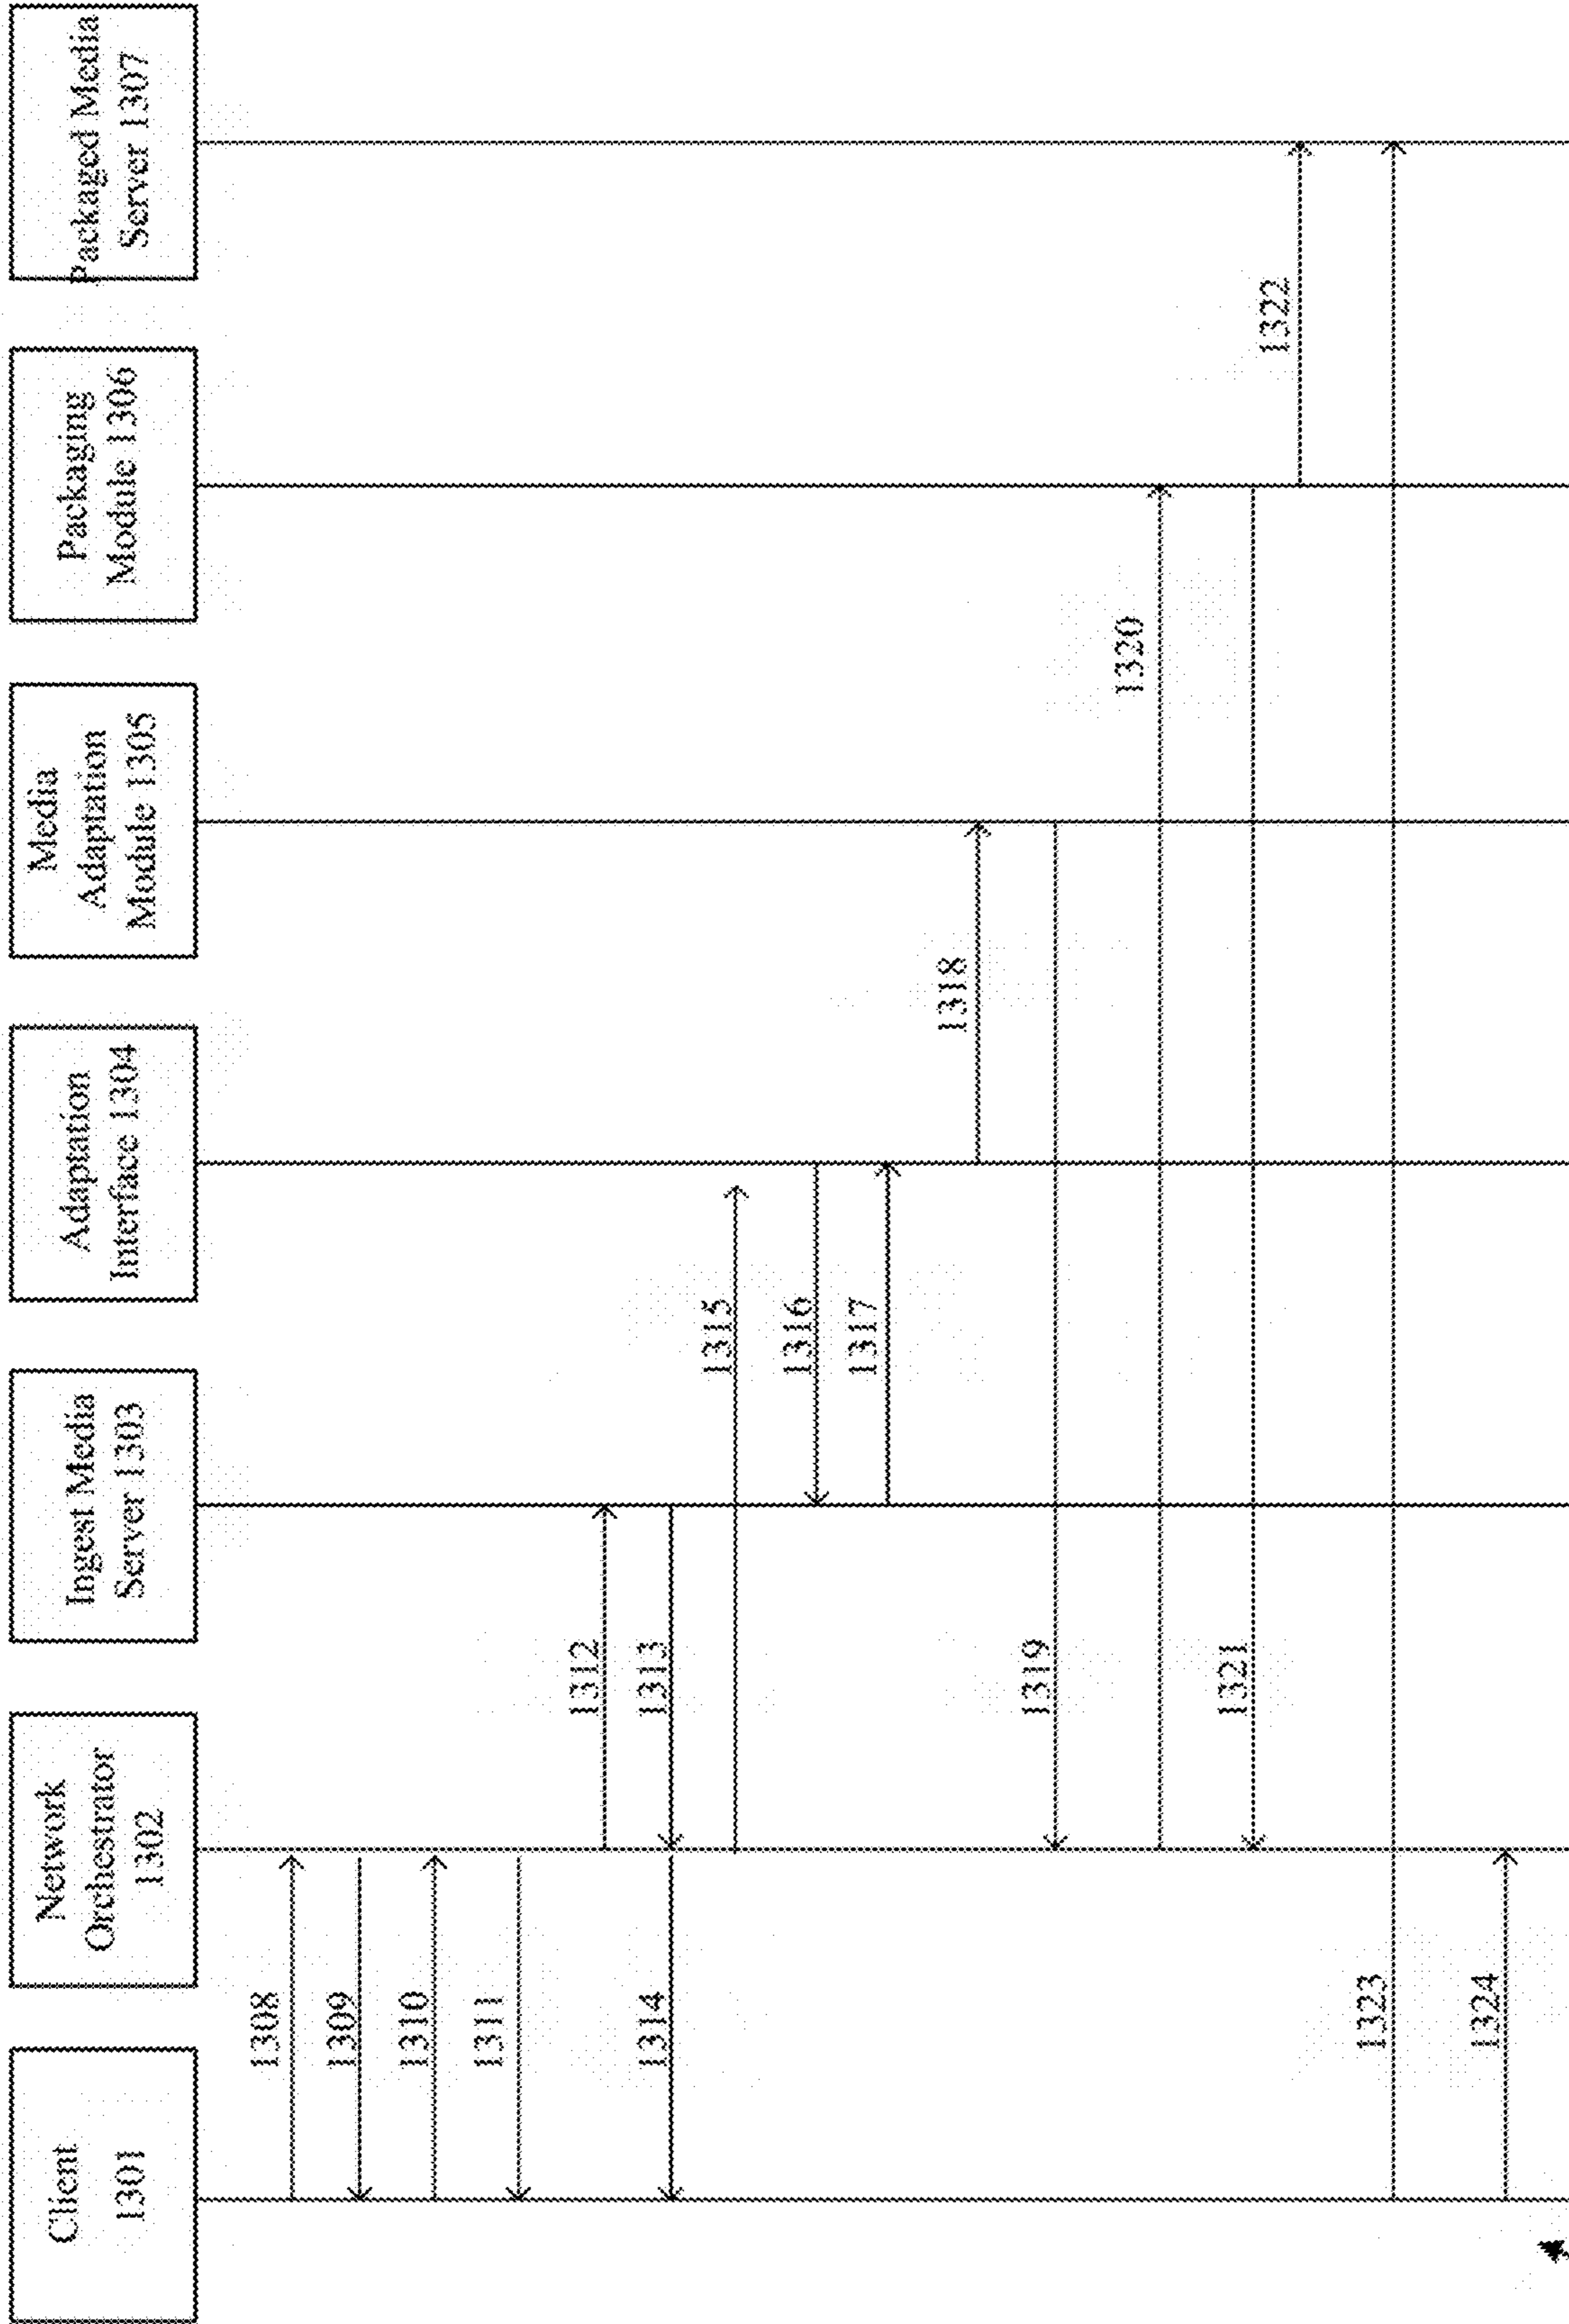 Client
1301
Network
Orchestrator
1302
Ingest Media
Server 1303
Adaptation
Interface 1304
Media
Adaptation
Module 1305
Packaging
Module 1306
Packaged Media
Server 1307
1308
1309
1310
1311
1312
1313
1314
1315
1316
1317
1318
1319
1320
1321
1322
1323
1324